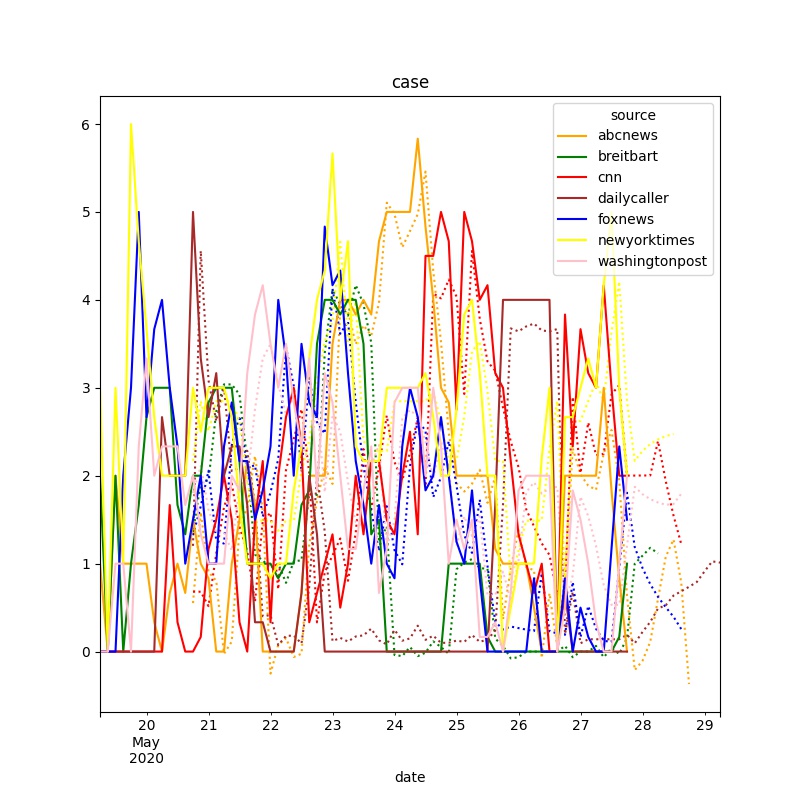 case
source
abcnews
breitbart
cnn
dailycaller
foxnews
newyorktimes
washingtonpost
6
5
4
3
2
1
0
20 21 22 23 24 25 26 27 28 29
May
2020
date